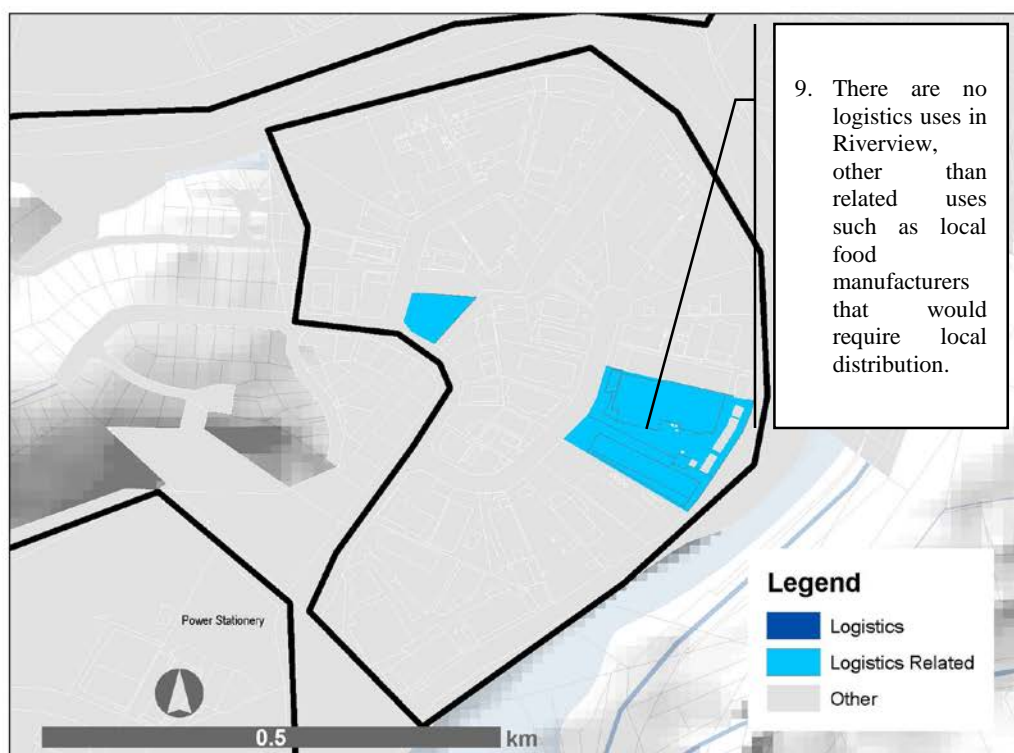 9. There are no
logistics uses in
Riverview,
other than
related uses
such as local
food
manufacturers
that would
require local
distribution.
Power Stationery
Legend
Logistics
Logistics Related
Other
0.5 km